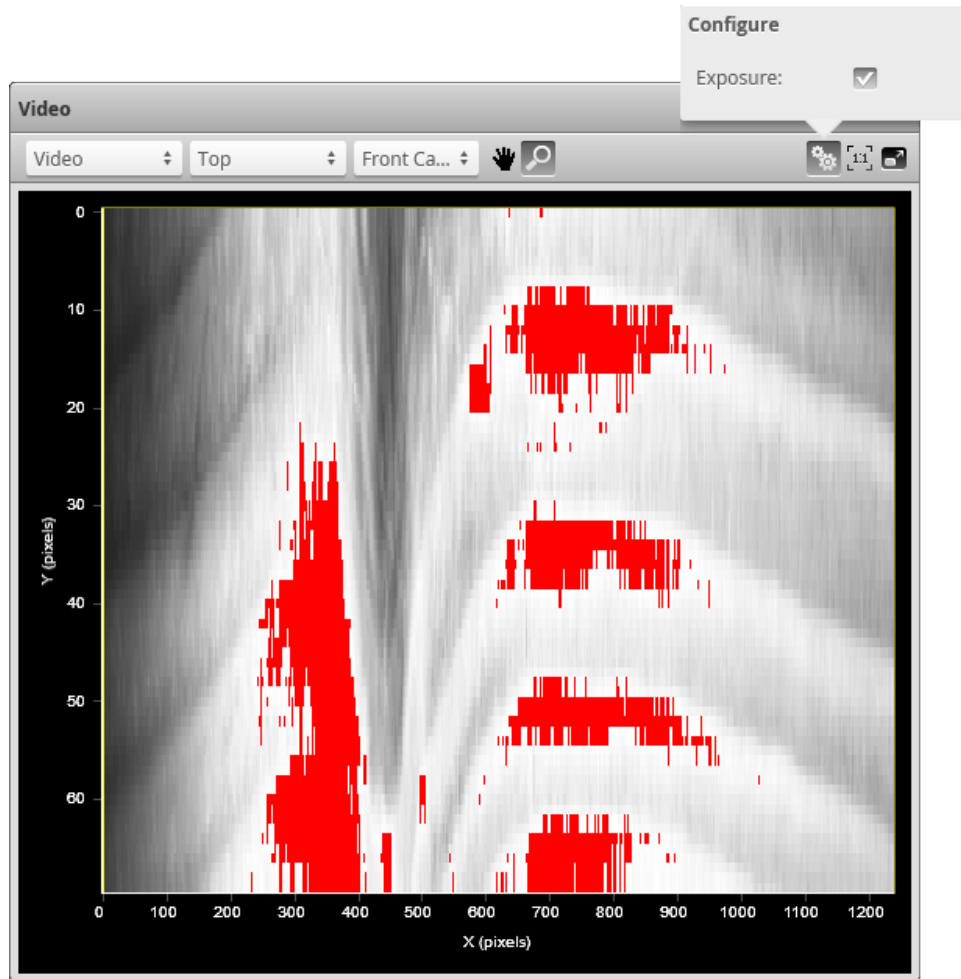 Configure
Exposure:
Video
Video Top Front Ca... 1:1
0
10
20
30
40
50
60
Y (pixels)
0 100 200 300 400 500 600 700 800 900 1000 1100 1200
X (pixels)